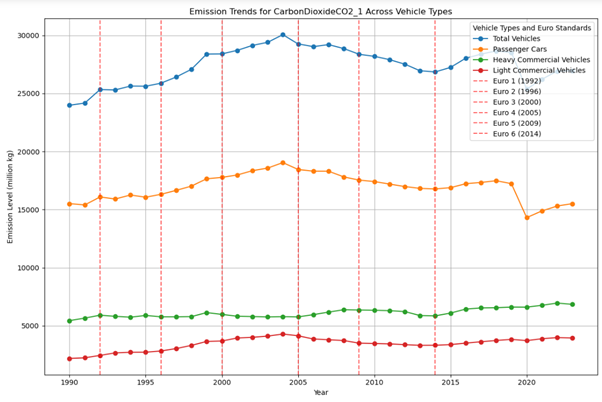 Emission Trends for CarbonDioxideCO2_1 Across Vehicle Types
Vehicle Types and Euro Standards
Total Vehicles
Passenger Cars
Heavy Commercial Vehicles
Light Commercial Vehicles
Euro 1 (1992)
Euro 2 (1996)
Euro 3 (2000)
Euro 4 (2005)
Euro 5 (2009)
Euro 6 (2014)
Emission Level (million kg)
30000
25000
20000
15000
10000
5000
1990
1995
2000
2005
2010
2015
2020
Year